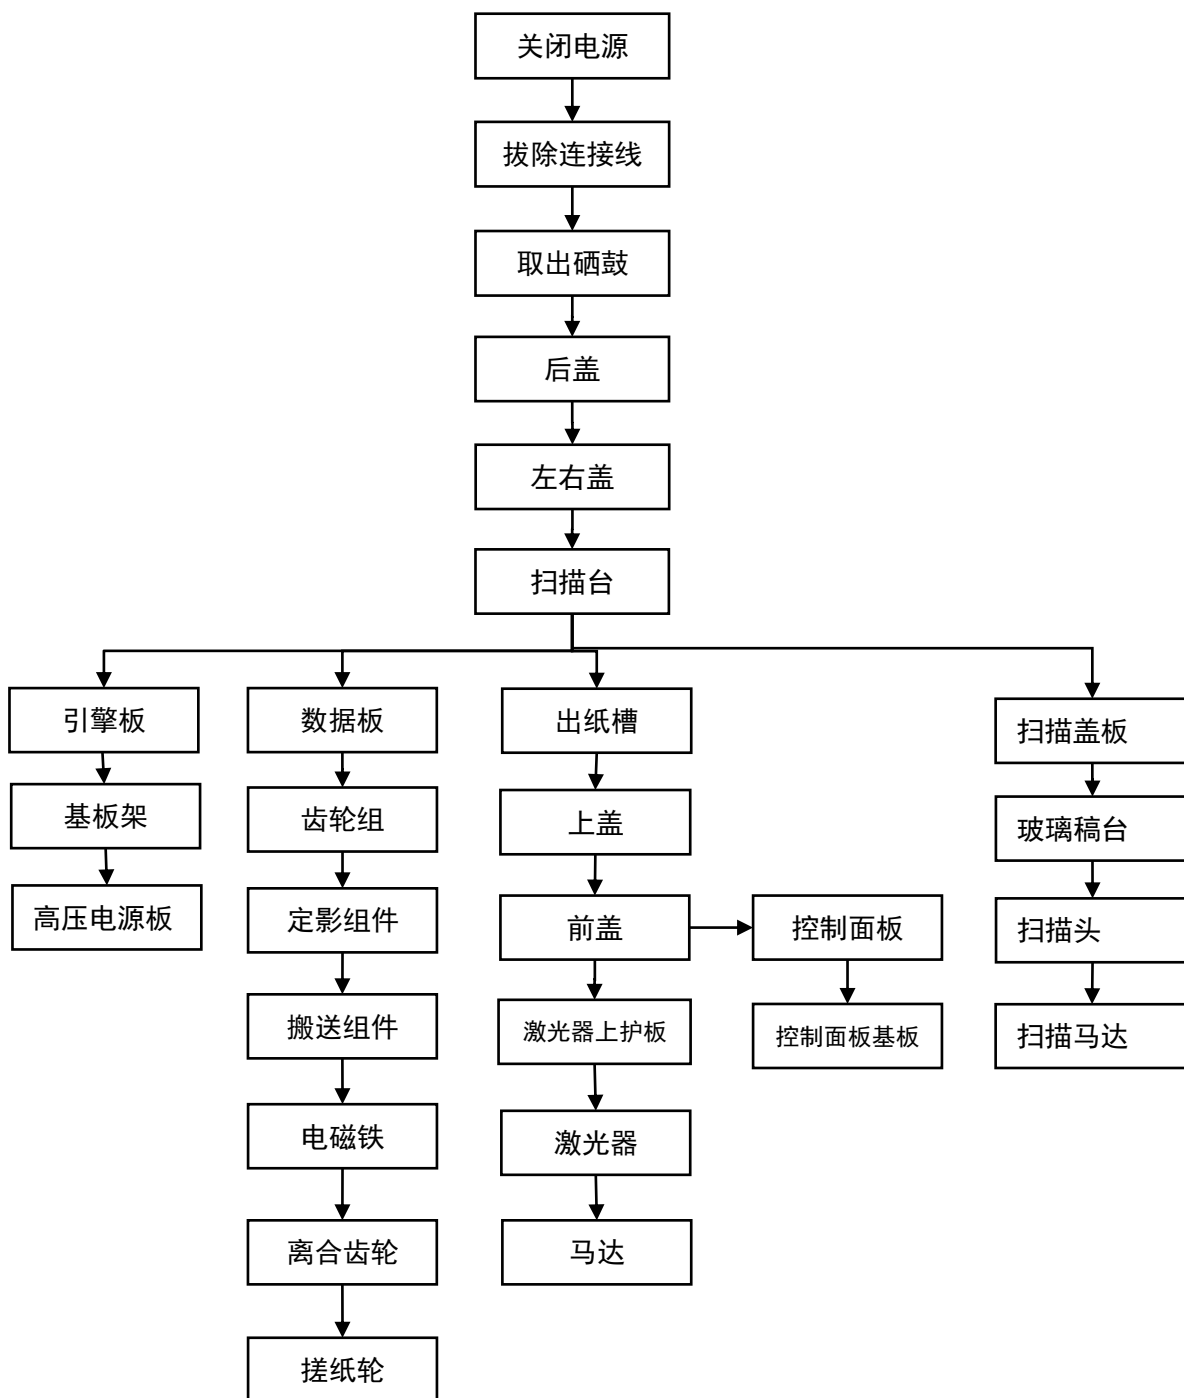 关闭电源
拔除连接线
取出硒鼓
后盖
左右盖
扫描台
引擎板
数据板
出纸槽
扫描盖板
基板架
齿轮组
上盖
玻璃稿台
高压电源板
定影组件
前盖
控制面板
扫描头
搬送组件
激光器上护板
控制面板基板
扫描马达
电磁铁
激光器
离合齿轮
马达
搓纸轮